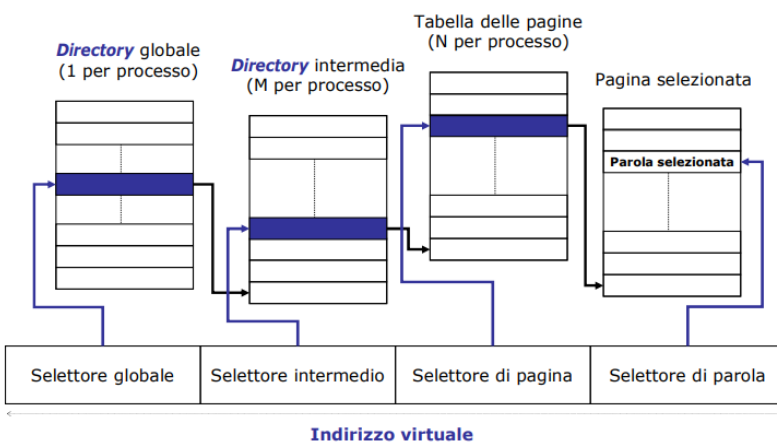 Directory globale
(1 per processo)
Directory intermedia
(M per processo)
Tabella delle pagine
(N per processo)
Pagina selezionata
Parola selezionata
Selettore globale
Selettore intermedio
Selettore di pagina
Selettore di parola
Indirizzo virtuale